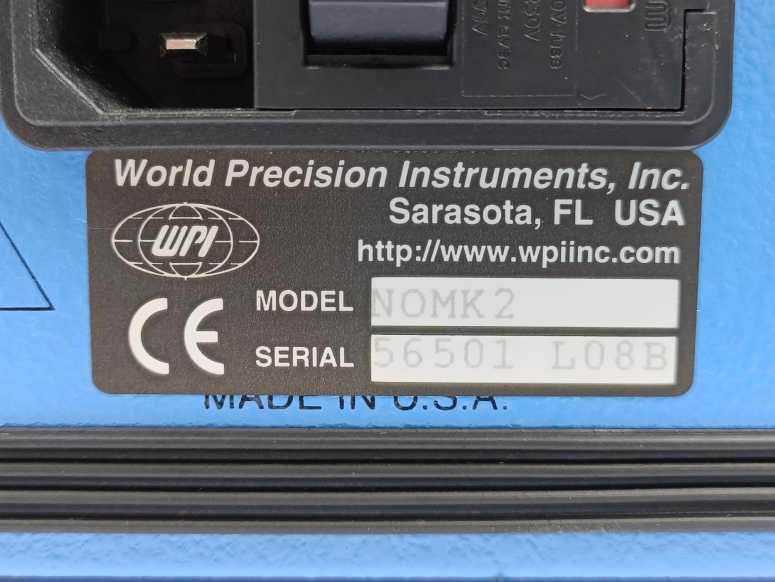 World Precision Instruments, Inc.
Sarasota, FL USA
WPI
http://www.wpiinc.com
MODEL NOMK2
CE
SERIAL 56501 L08B
MADE IN U.S.A.